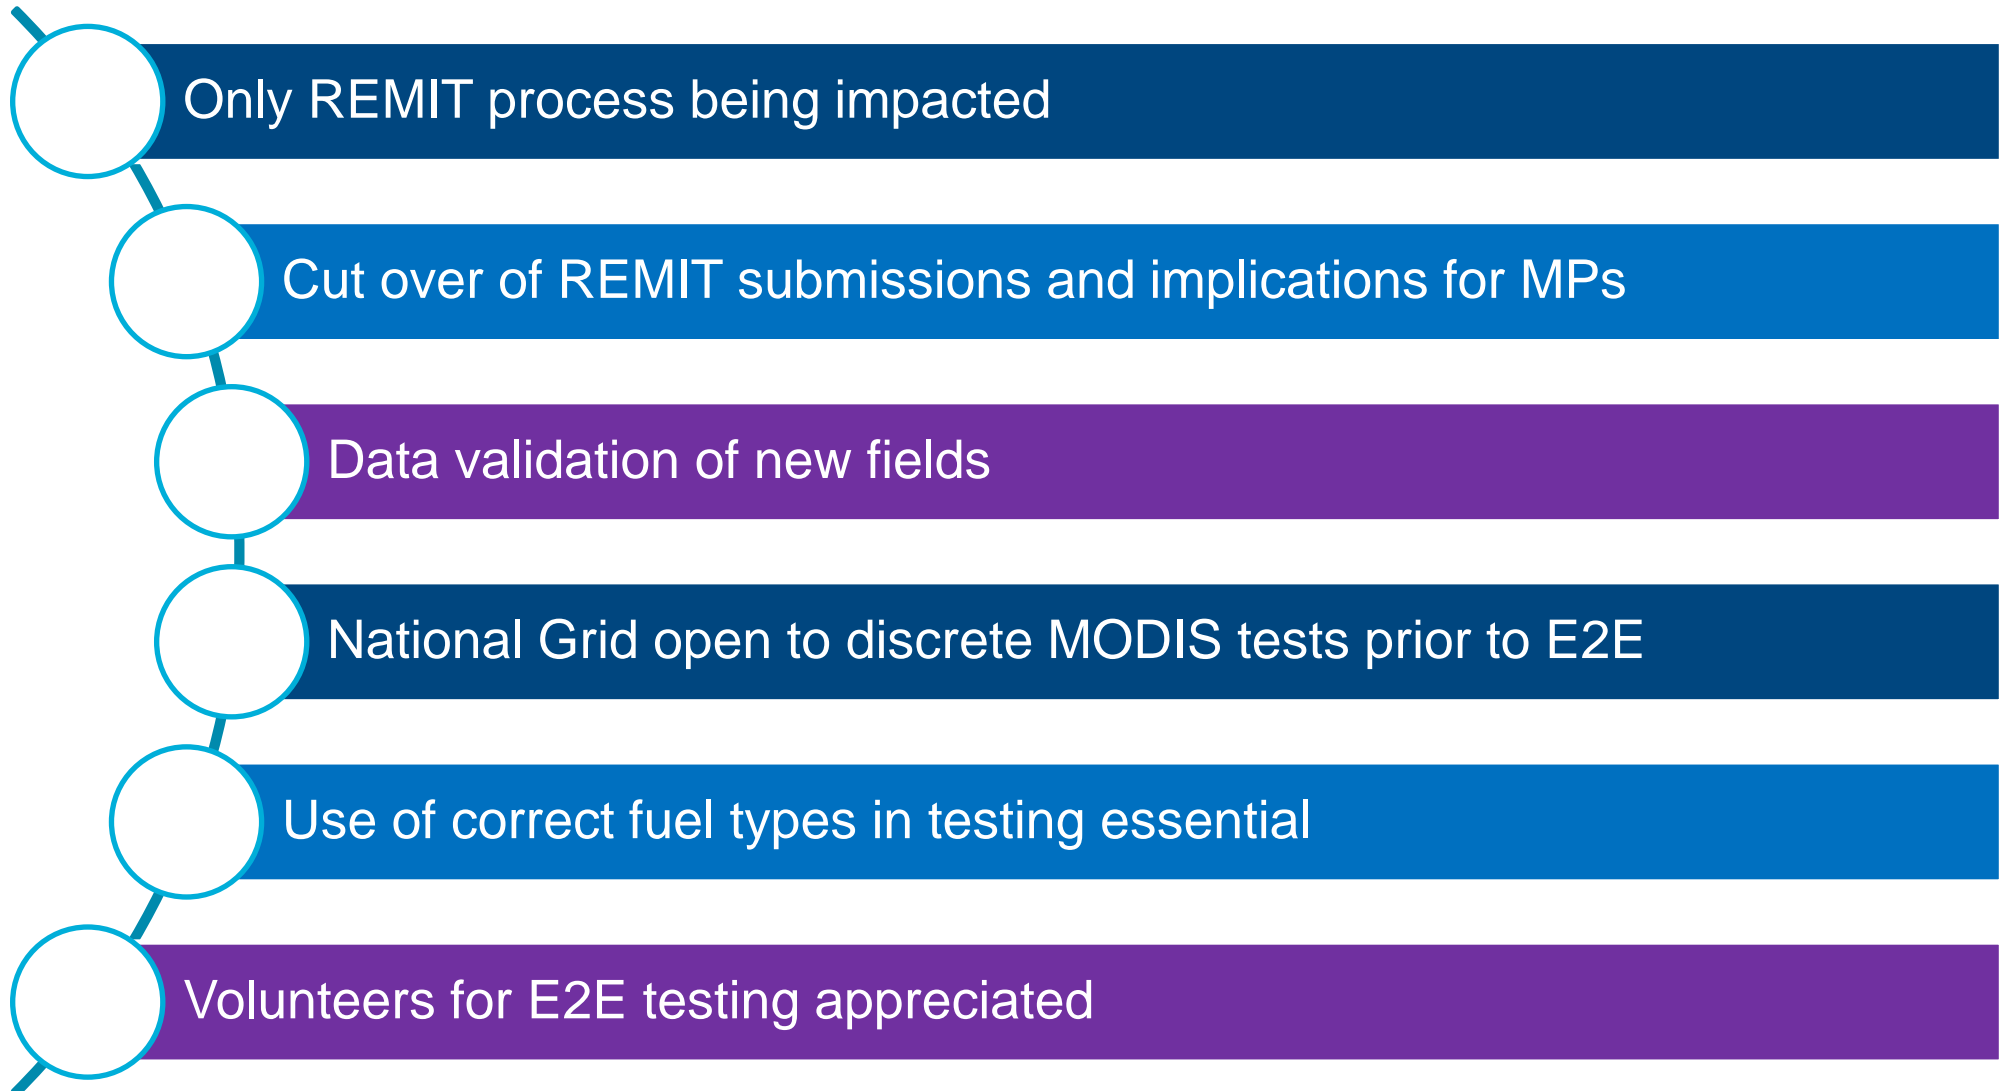 Only REMIT process being impacted
Cut over of REMIT submissions and implications for MPs
Data validation of new fields
National Grid open to discrete MODIS tests prior to E2E
Use of correct fuel types in testing essential
Volunteers for E2E testing appreciated